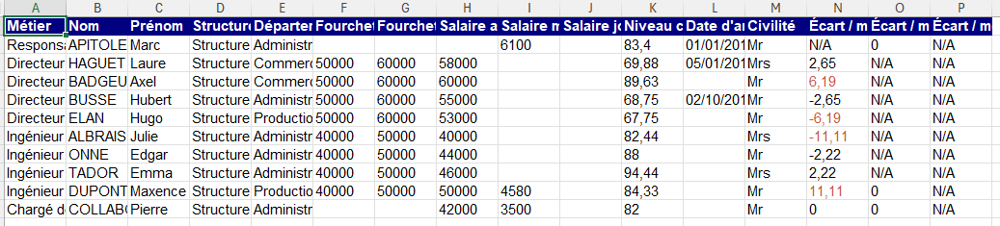 A B C D E F G H I J K L M N O P
Métier Nom Prénom Structure Départer Fourchet Fourchet Salaire a Salaire m Salaire jo Niveau c Date d'ar Civilité Écart / m Écart / m Écart / m
Respons APITOLE Marc Structure Administr 6100 83,4 01/01/201 Mr N/A 0 N/A
Directeur HAGUET Laure Structure Commerc 50000 60000 58000 69,88 05/01/201 Mrs 2,65 N/A N/A
Directeur BADGEU Axel Structure Commerc 50000 60000 60000 89,63 Mr 6,19 N/A N/A
Directeur BUSSE Hubert Structure Administr 50000 60000 55000 68,75 02/10/201 Mr -2,65 N/A N/A
Directeur ELAN Hugo Structure Productio 50000 60000 53000 67,75 Mr -6,19 N/A N/A
Ingénieur ALBRAIS Julie Structure Administr 40000 50000 40000 82,44 Mrs -11,11 N/A N/A
Ingénieur ONNE Edgar Structure Administr 40000 50000 44000 88 Mr -2,22 N/A N/A
Ingénieur TADOR Emma Structure Administr 40000 50000 46000 94,44 Mrs 2,22 N/A N/A
Ingénieur DUPONT Maxence Structure Productio 40000 50000 50000 4580 84,33 Mr 11,11 0 N/A
Chargé d COLLAB Pierre Structure Administr 42000 3500 82 Mr 0 0 N/A